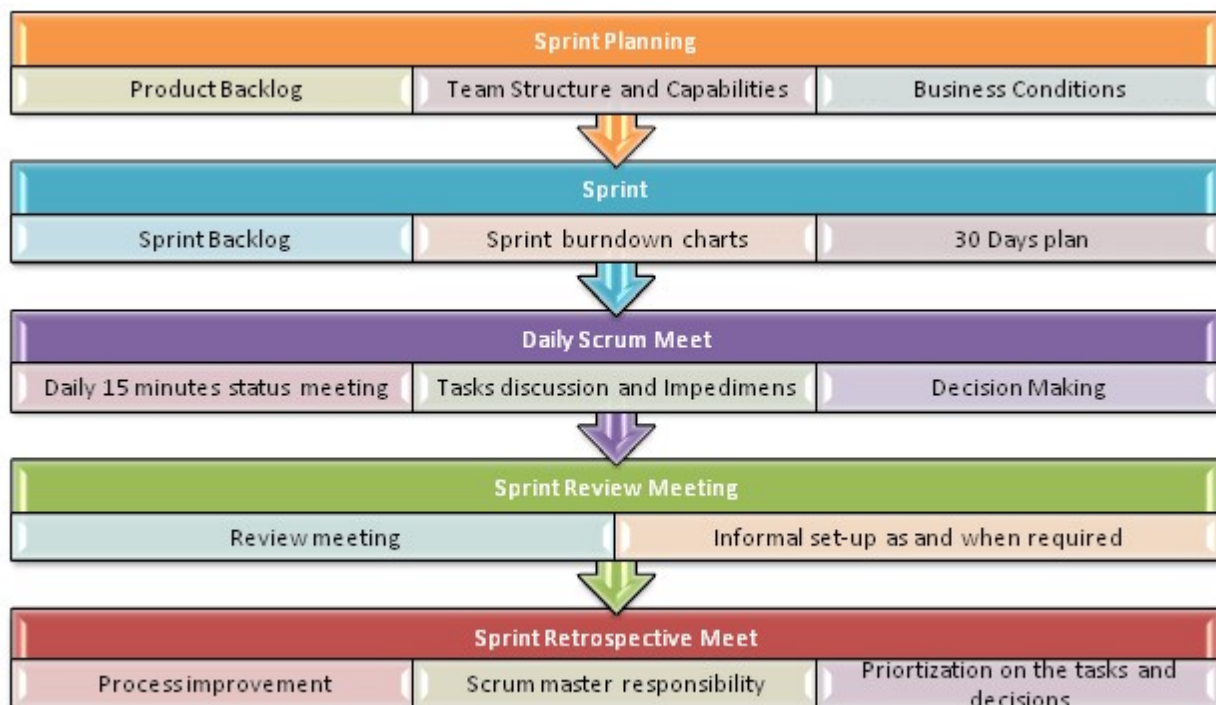 Sprint Planning
Product Backlog
Team Structure and Capabilities
Business Conditions
Sprint
Sprint Backlog
Sprint burndown charts
30 Days plan
Daily Scrum Meet
Daily 15 minutes status meeting
Tasks discussion and Impedimens
Decision Making
Sprint Review Meeting
Review meeting
Informal set-up as and when required
Sprint Retrospective Meet
Process improvement
Scrum master responsibility
Priortization on the tasks and
decisions